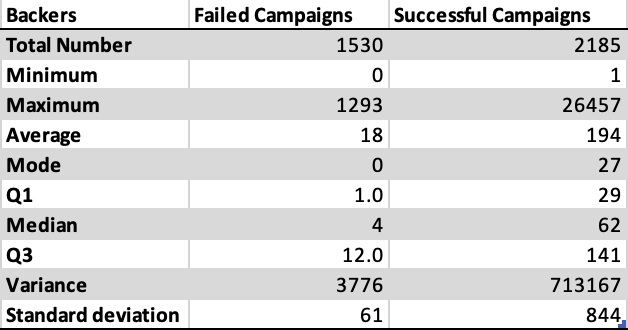 Backers Failed Campaigns Successful Campaigns
Total Number 1530 2185
Minimum 0 1
Maximum 1293 26457
Average 18 194
Mode 0 27
Q1 1.0 29
Median 4 62
Q3 12.0 141
Variance 3776 713167
Standard deviation 61 844